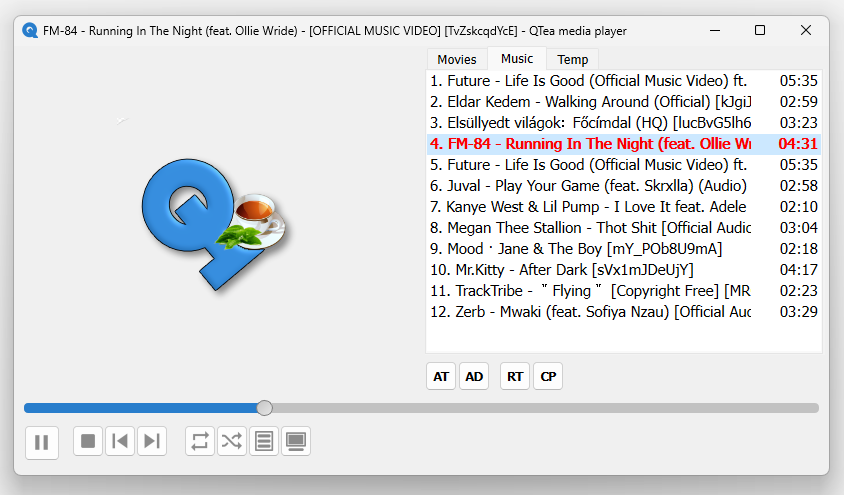 FM-84 - Running In The Night (feat. Ollie Wride) - [OFFICIAL MUSIC VIDEO] [TvZskcqdYcE] - QTea media player
Movies Music Temp
1. Future - Life Is Good (Official Music Video) ft. 05:35
2. Eldar Kedem - Walking Around (Official) [kJgiJ 02:59
3. Elsüllyedt világok: Főcímdal (HQ) [lucBvG5lh6 03:23
4. FM-84 - Running In The Night (feat. Ollie Wr 04:31
5. Future - Life Is Good (Official Music Video) ft. 05:35
6. Juval - Play Your Game (feat. Skrxlla) (Audio) 02:58
7. Kanye West & Lil Pump - I Love It feat. Adele 02:10
8. Megan Thee Stallion - Thot Shit [Official Audio 03:04
9. Mood · Jane & The Boy [mY_POb8U9mA] 02:18
10. Mr.Kitty - After Dark [sVx1mJDeUjY] 04:17
11. TrackTribe - " Flying " [Copyright Free] [MR 02:23
12. Zerb - Mwaki (feat. Sofiya Nzau) [Official Aud 03:29
AT AD RT CP